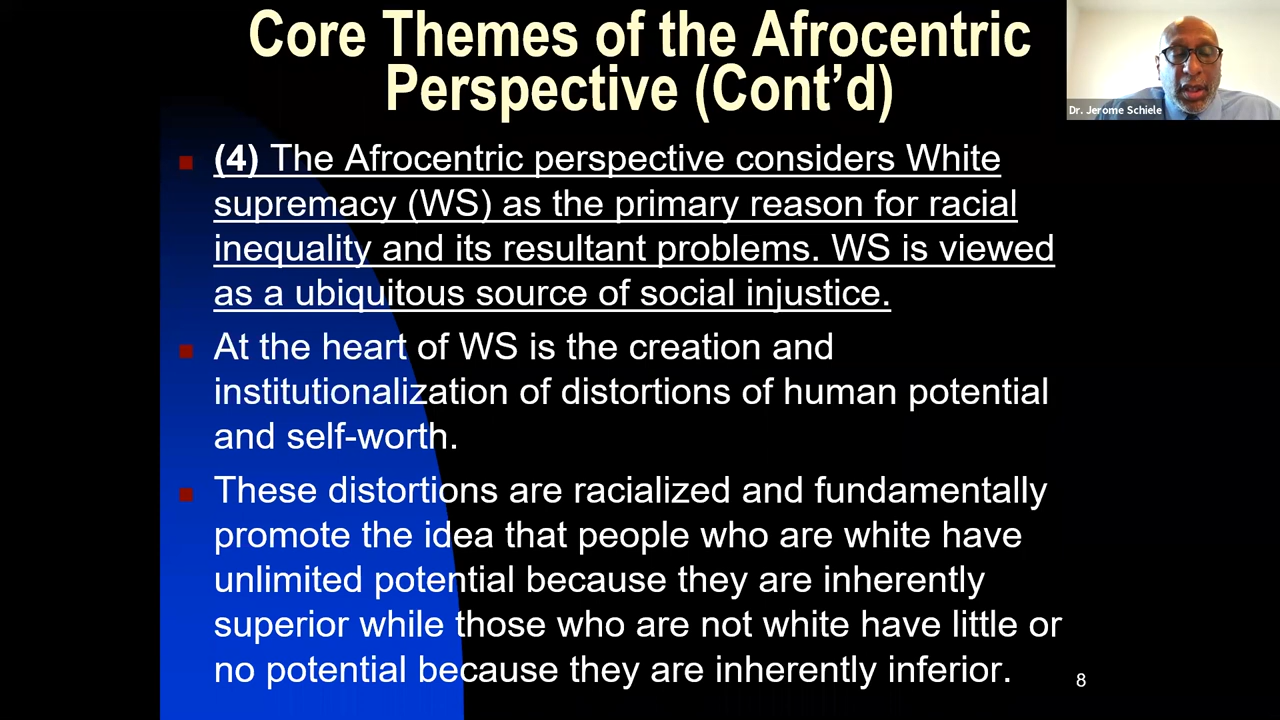 Core Themes of the Afrocentric
Perspective (Cont’d)
Dr. Jerome Schiele
(4) The Afrocentric perspective considers White
supremacy (WS) as the primary reason for racial
inequality and its resultant problems. WS is viewed
as a ubiquitous source of social injustice.
At the heart of WS is the creation and
institutionalization of distortions of human potential
and self-worth.
These distortions are racialized and fundamentally
promote the idea that people who are white have
unlimited potential because they are inherently
superior while those who are not white have little or
no potential because they are inherently inferior.
8